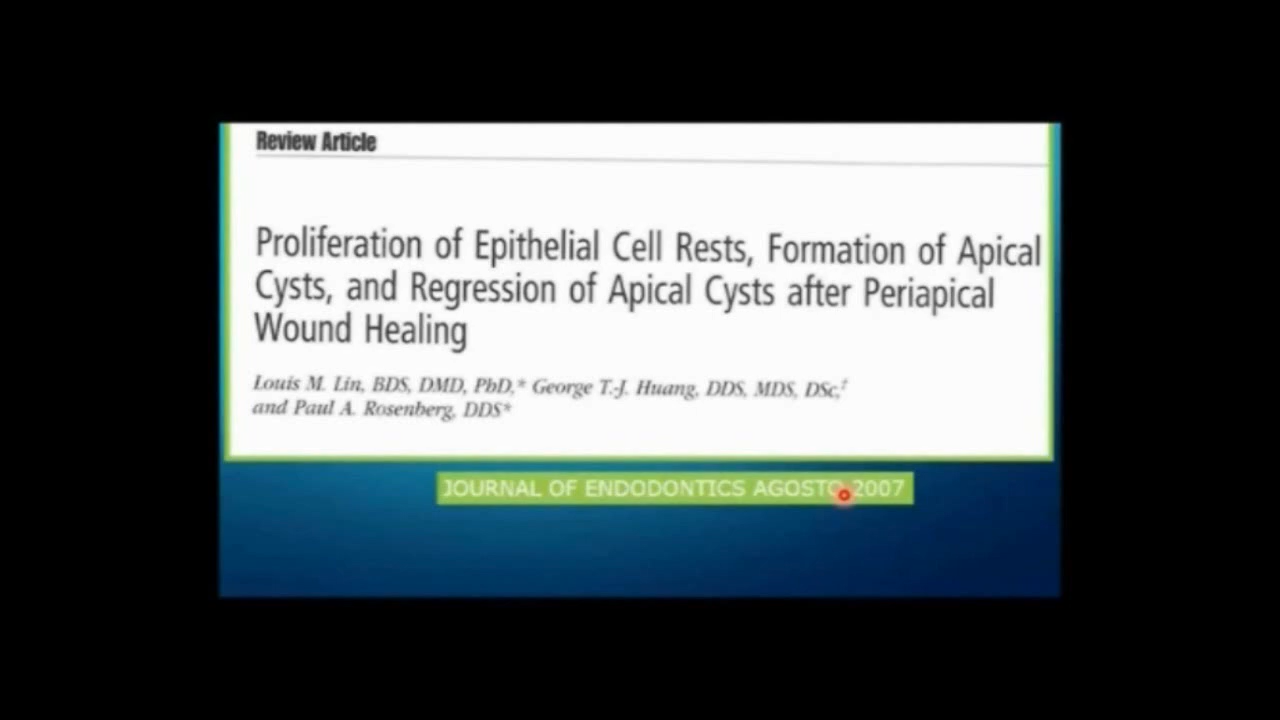 Review Article
Proliferation of Epithelial Cell Rests, Formation of Apical
Cysts, and Regression of Apical Cysts after Periapical
Wound Healing
Louis M. Lin, BDS, DMD, PhD,* George T.-J. Huang, DDS, MDS, DSc,†
and Paul A. Rosenberg, DDS*
JOURNAL OF ENDODONTICS AGOSTO 2007